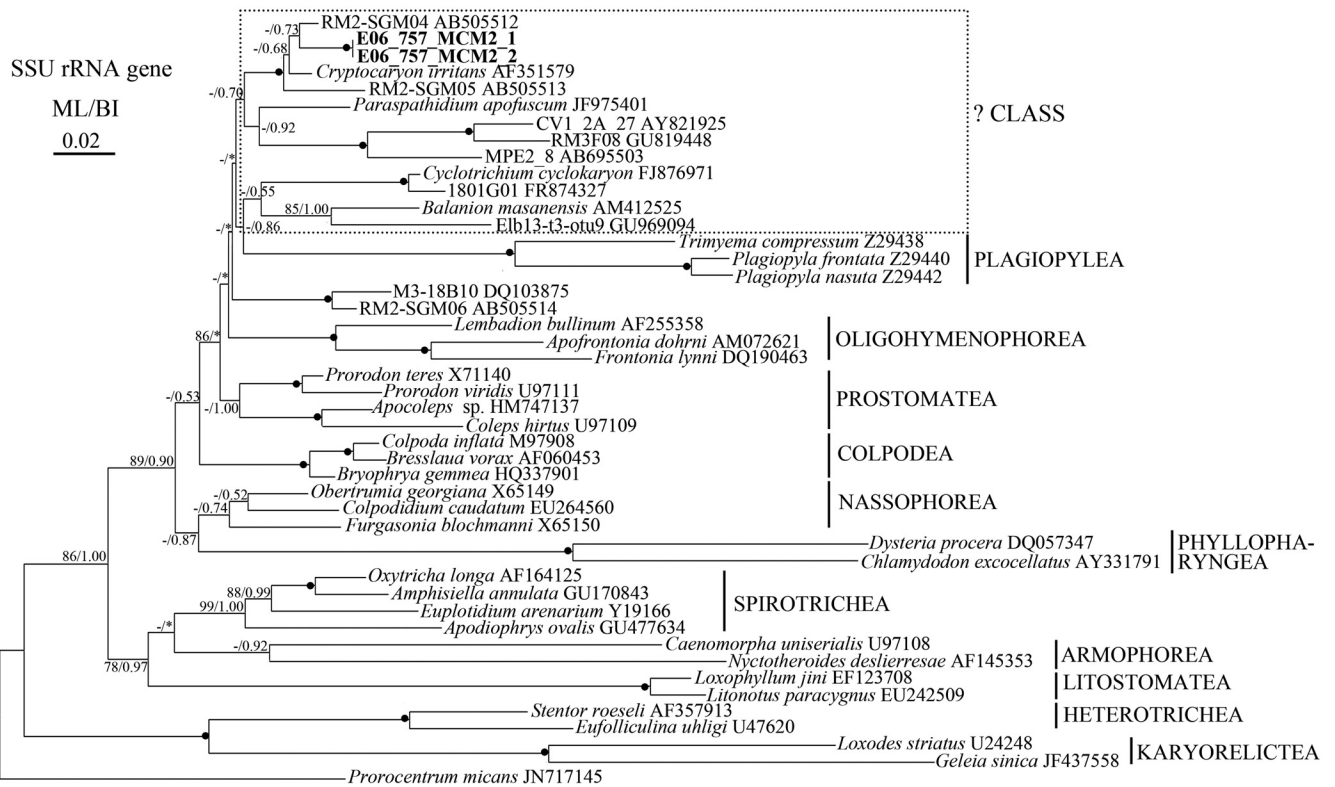 -/0.73
RM2-SGM04 AB505512
E06_757_MCM2_1
-/0.68
E06_757_MCM2_2
SSU rRNA gene
Cryptocaryon irritans AF351579
-/0.70
RM2-SGM05 AB505513
ML/BI
Paraspathidium apofuscum JF975401
? CLASS
-/0.92
CV1_2A_27 AY821925
0.02
RM3F08 GU819448
MPE2_8 AB695503
-/*
Cyclotrichium cyclokaryon FJ876971
-/0.55
1801G01 FR874327
85/1.00
Balanion masanensis AM412525
-/*
-/0.86
Elb13-t3-otu9 GU969094
Trimyema compressum Z29438
Plagiopyla frontata Z29440
PLAGIOPYLEA
Plagiopyla nasuta Z29442
-/*
M3-18B10 DQ103875
RM2-SGM06 AB505514
Lembadion bullinum AF255358
86/*
Apofrontonia dohrni AM072621
OLIGOHYMENOPHOREA
Frontonia lynni DQ190463
Prorodon teres X71140
-/0.53
Prorodon viridis U97111
PROSTOMATEA
-/1.00
Apocoleps sp. HM747137
Coleps hirtus U97109
Colpoda inflata M97908
COLPODEA
89/0.90
Bresslaua vorax AF060453
Bryophrya gemmea HQ337901
-/0.52
Obertrumia georgiana X65149
NASSOPHOREA
-/0.74
Colpodidium caudatum EU264560
Furgasonia blochmanni X65150
-/0.87
Dysteria procera DQ057347
PHYLLOPHA-
86/1.00
Chlamydodon excocellatus AY331791
RYNGEA
Oxytricha longa AF164125
88/0.99
Amphisiella annulata GU170843
99/1.00
Euplotidium arenarium Y19166
SPIROTRICHEA
-/*
Apodiophrys ovalis GU477634
-/0.92
Caenomorpha uniserialis U97108
78/0.97
Nyctotheroides deslierresae AF145353
ARMOPHOREA
Loxophyllum jini EF123708
LITOSTOMATEA
Litonotus paracygnus EU242509
Stentor roeseli AF357913
HETEROTRICHEA
Eufolliculina uhligi U47620
Loxodes striatus U24248
KARYORELICTEA
Geleia sinica JF437558
Prorocentrum micans JN717145